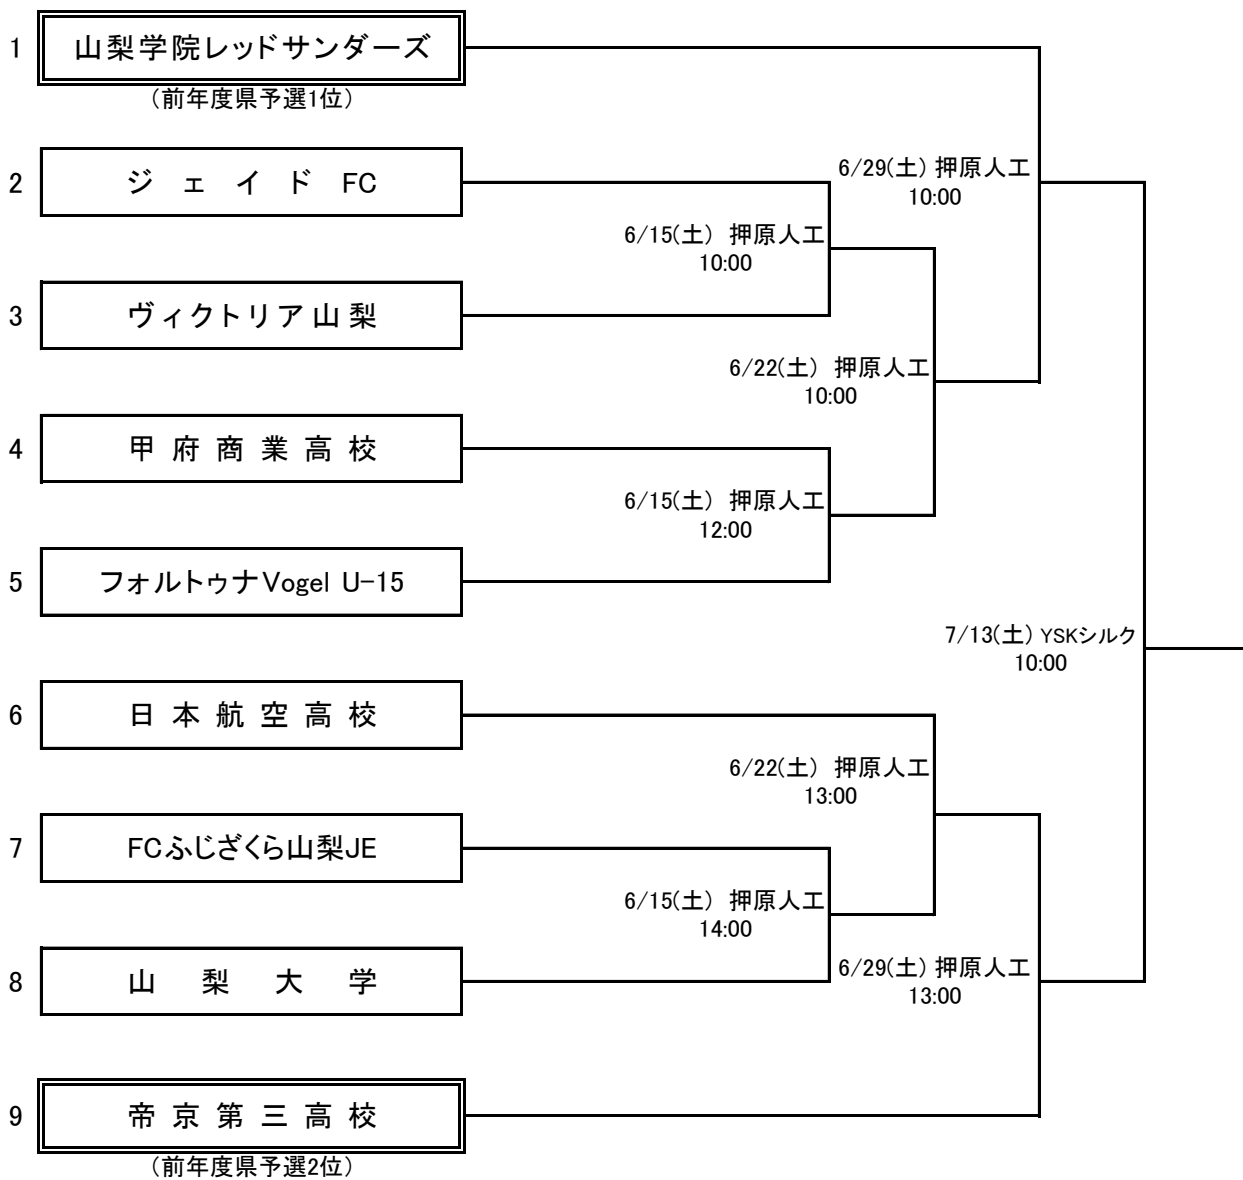 1 山梨学院レッドサンダーズ
（前年度県予選1位）
2 ジェイドFC
6/29(土) 押原人工
10:00
6/15(土) 押原人工
10:00
3 ヴィクトリア山梨
6/22(土) 押原人工
10:00
4 甲府商業高校
6/15(土) 押原人工
12:00
5 フォルトゥナVogel U-15
7/13(土) YSKシルク
10:00
6 日本航空高校
6/22(土) 押原人工
13:00
7 FCふじざくら山梨JE
6/15(土) 押原人工
14:00
8 山梨大学
6/29(土) 押原人工
13:00
9 帝京第三高校
（前年度県予選2位）